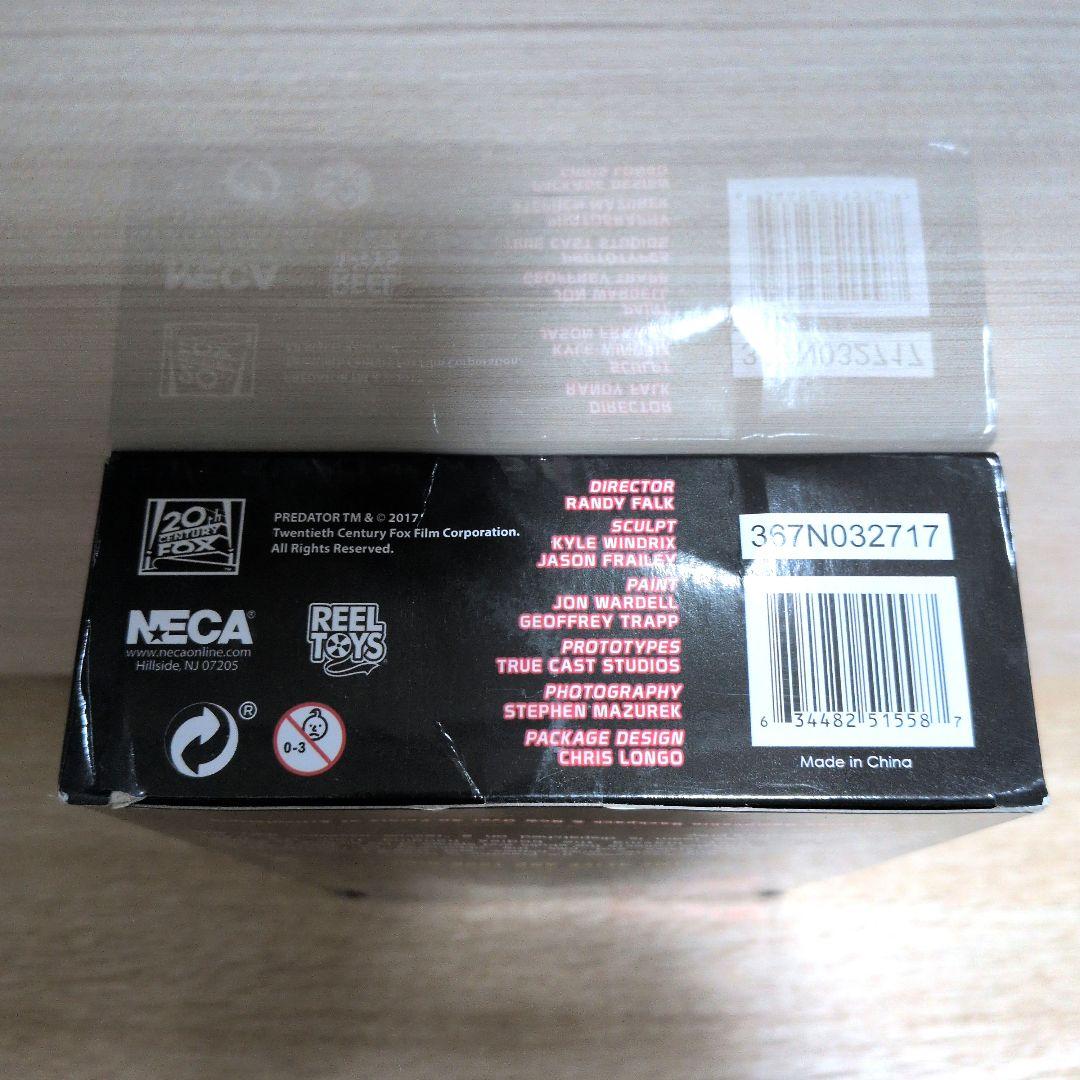 20th
CENTURY
FOX
™
PREDATOR TM & © 2017
Twentieth Century Fox Film Corporation.
All Rights Reserved.
NECA®
www.necaonline.com
Hillside, NJ 07205
REEL
TOYS
®
0-3
DIRECTOR
RANDY FALK
SCULPT
KYLE WINDRIX
JASON FRAILEY
PAINT
JON WARDELL
GEOFFREY TRAPP
PROTOTYPES
TRUE CAST STUDIOS
PHOTOGRAPHY
STEPHEN MAZUREK
PACKAGE DESIGN
CHRIS LONGO
367N032717
6 34482 51558 7
Made in China